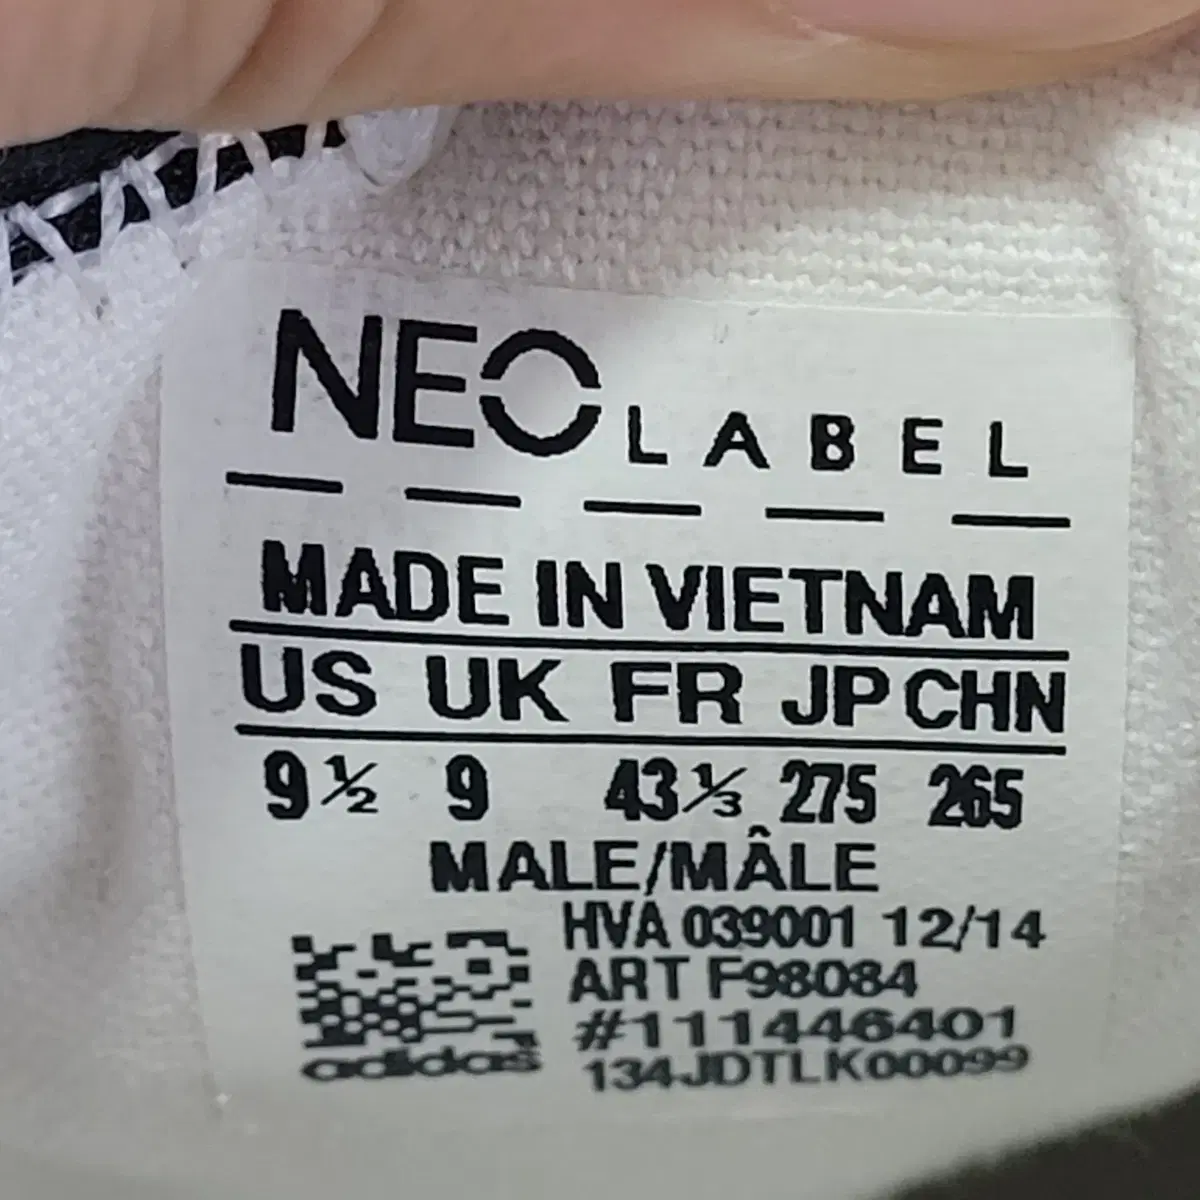 NEO LABEL
MADE IN VIETNAM
US UK FR JP CHN
9½ 9 43⅓ 275 265
MALE/MÂLE
HVA 039001 12/14
ART F98084
#111446401
134JDTLK00099
adidas